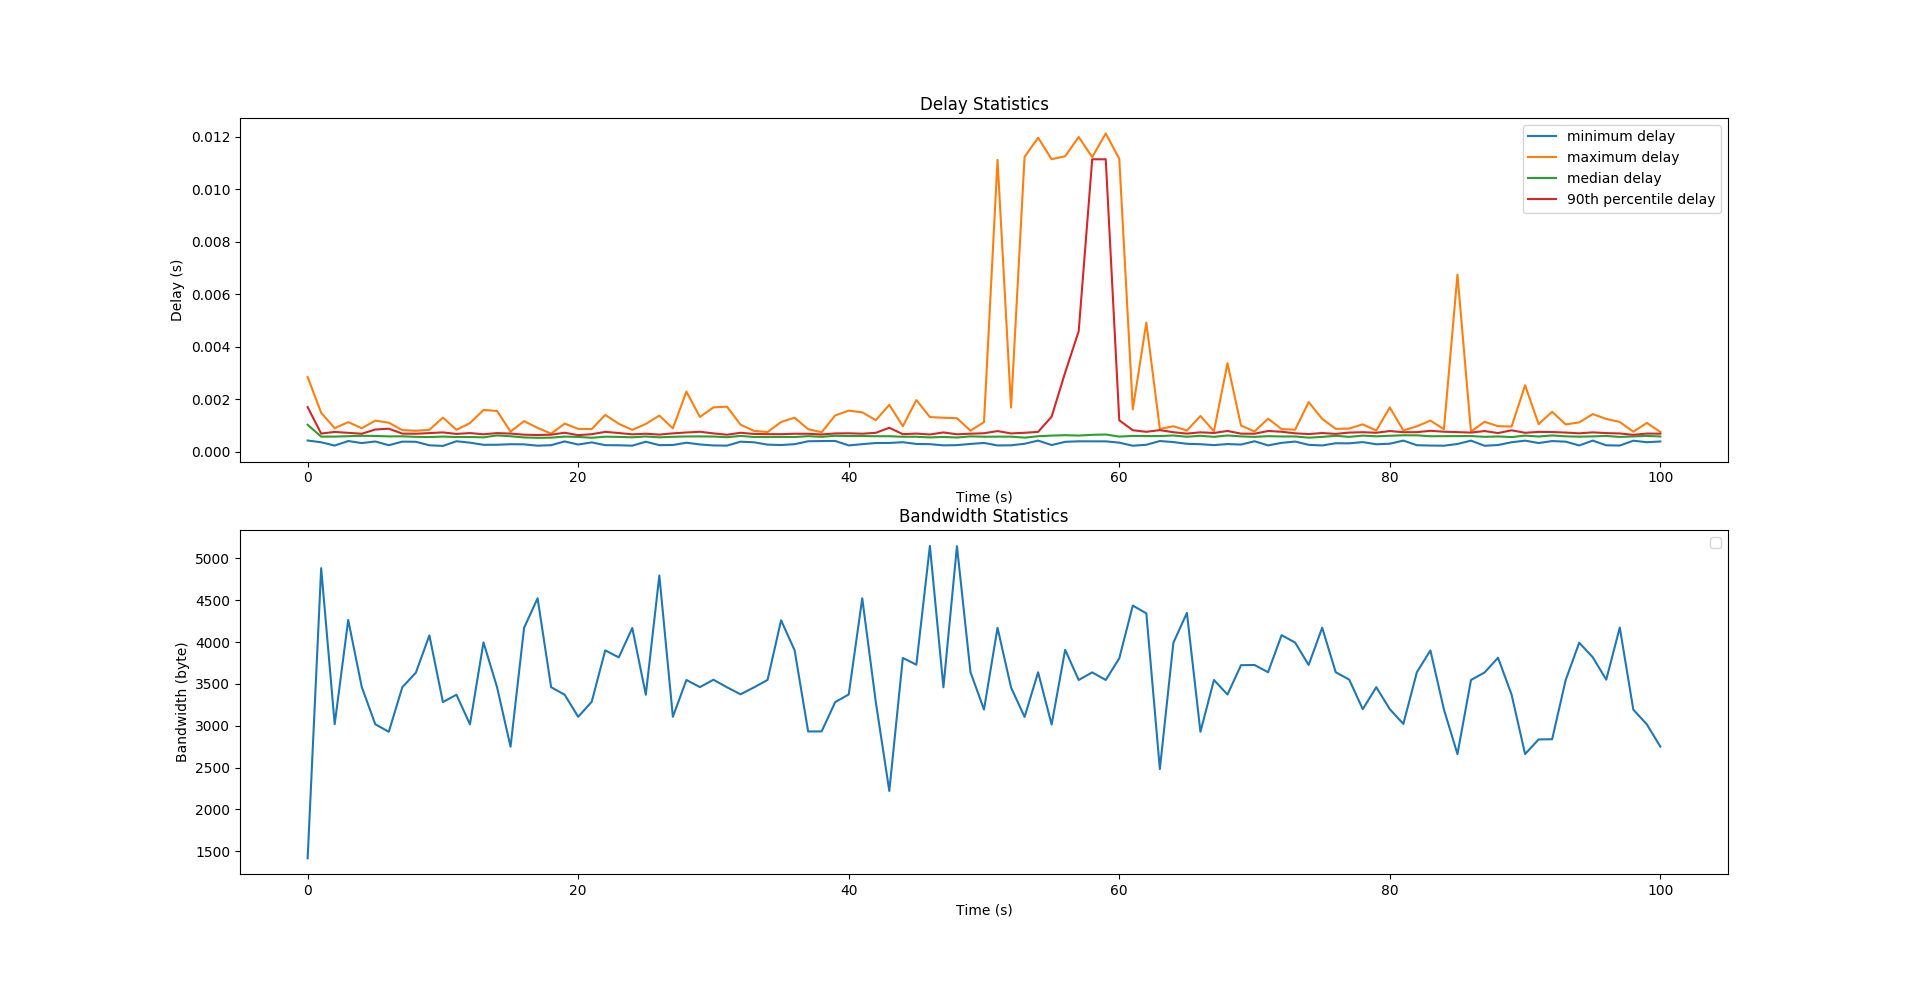 Delay Statistics
0.012
0.010
0.008
0.006
0.004
0.002
0.000
Delay (s)
minimum delay
maximum delay
median delay
90th percentile delay
0 20 40 60 80 100
Time (s)
Bandwidth Statistics
5000
4500
4000
3500
3000
2500
2000
1500
Bandwidth (byte)
0 20 40 60 80 100
Time (s)